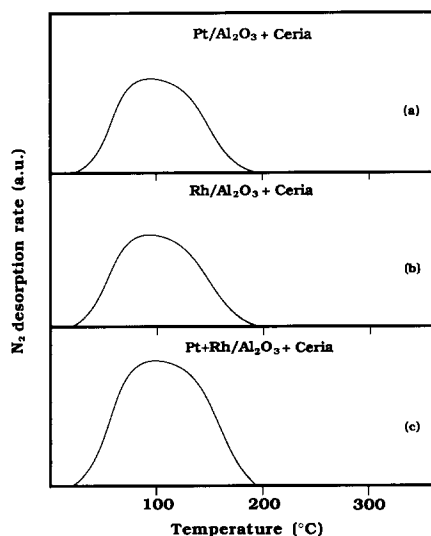 Pt/Al₂O₃ + Ceria
(a)
Rh/Al₂O₃ + Ceria
(b)
Pt+Rh/Al₂O₃ + Ceria
(c)
N₂ desorption rate (a.u.)
100 200 300
Temperature (°C)